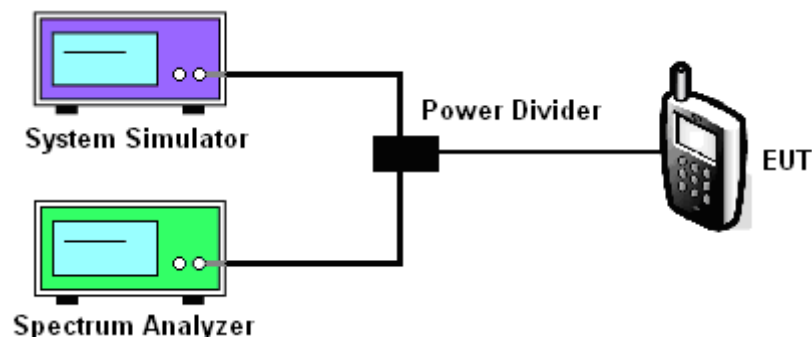 System Simulator
Power Divider
EUT
Spectrum Analyzer